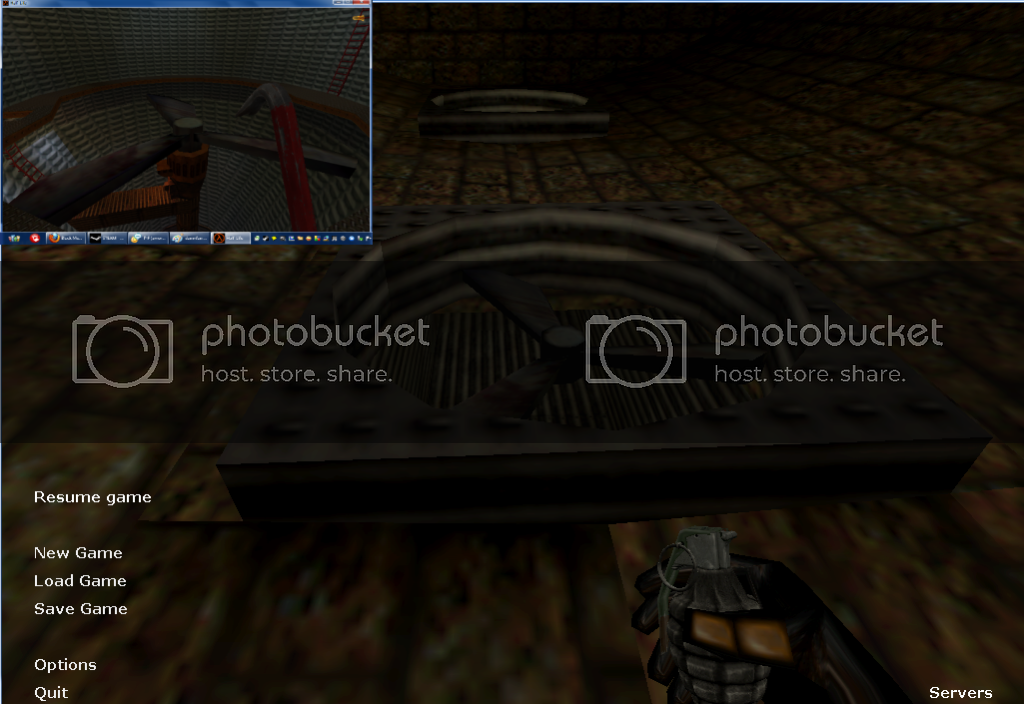 photobucket photobucket
host. store. share. host. store. share.
Resume game
New Game
Load Game
Save Game
Options
Quit
Servers